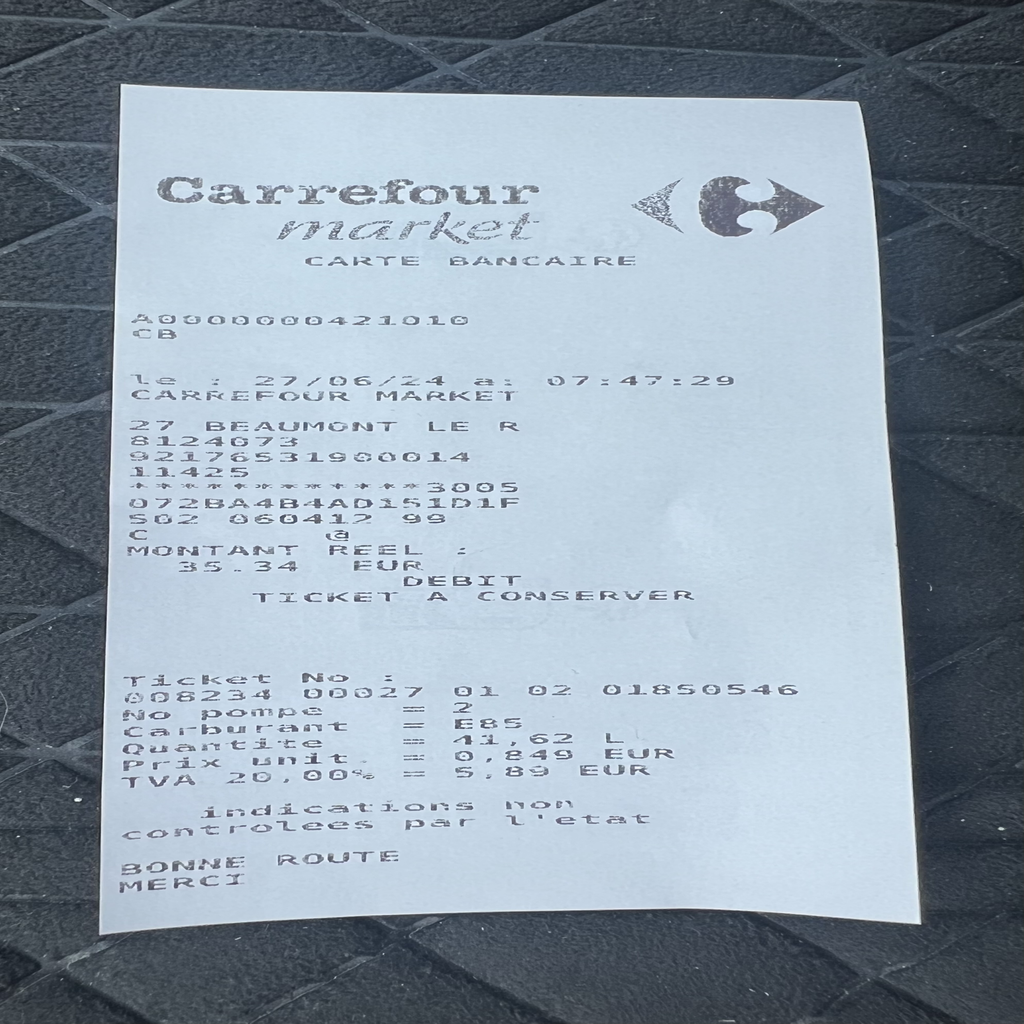 Carrefour
market
CARTE BANCAIRE
A0000000421010
CB
le : 27/06/24 a: 07:47:29
CARREFOUR MARKET
27 BEAUMONT LE R
8124073
92176531900014
11425
************3005
072BA4B4AD151D1F
502 060412 99
C @
MONTANT REEL :
35.34 EUR
DEBIT
TICKET A CONSERVER
Ticket No :
008234 00027 01 02 01850546
No pompe = 2
Carburant = E85
Quantite = 41,62 L
Prix unit. = 0,849 EUR
TVA 20,00% = 5,89 EUR
indications non
controlees par l'etat
BONNE ROUTE
MERCI